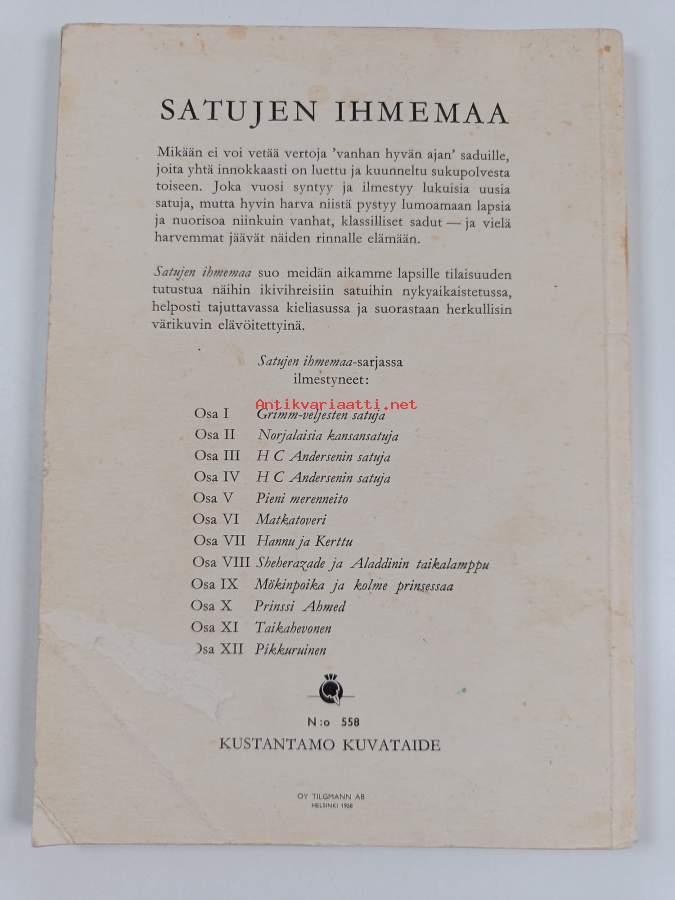 SATUJEN IHMEMAA
Mikään ei voi vetää vertoja 'vanhan hyvän ajan' saduille,
joita yhtä innokkaasti on luettu ja kuunneltu sukupolvesta
toiseen. Joka vuosi syntyy ja ilmestyy lukuisia uusia
satuja, mutta hyvin harva niistä pystyy lumoamaan lapsia
ja nuorisoa niinkuin vanhat, klassilliset sadut — ja vielä
harvemmat jäävät näiden rinnalle elämään.
Satujen ihmemaa suo meidän aikamme lapsille tilaisuuden
tutustua näihin ikivihreisiin satuihin nykyaikaistetussa,
helposti tajuttavassa kieliasussa ja suorastaan herkullisin
värikuvin elävöitettyinä.
Satujen ihmemaa-sarjassa
ilmestyneet:
Antikvariaatti.net
Osa I Grimm-veljesten satuja
Osa II Norjalaisia kansansatuja
Osa III H C Andersenin satuja
Osa IV H C Andersenin satuja
Osa V Pieni merenneito
Osa VI Matkatoveri
Osa VII Hannu ja Kerttu
Osa VIII Sheherazade ja Aladdinin taikalamppu
Osa IX Mökinpoika ja kolme prinsessaa
Osa X Prinssi Ahmed
Osa XI Taikahevonen
Osa XII Pikkuruinen
N:o 558
KUSTANTAMO KUVATAIDE
OY TILGMANN AB
HELSINKI 1968